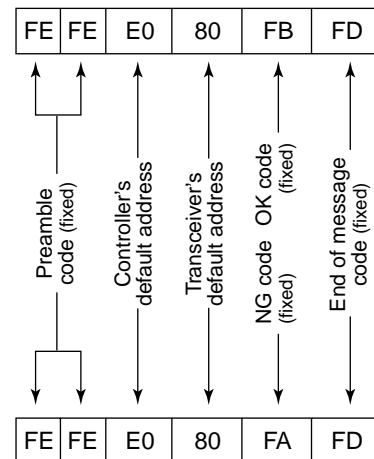 FE FE E0 80 FB FD
Preamble
code (fixed)
Controller's
default address
Transceiver's
default address
OK code
(fixed)
NG code
(fixed)
End of message
code (fixed)
FE FE E0 80 FA FD